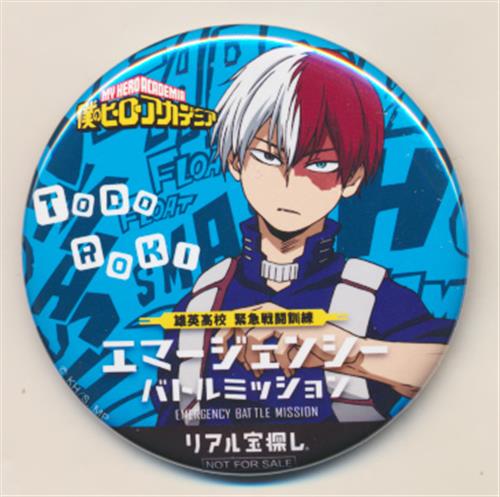 MY HERO ACADEMIA
僕のヒーローアカデミア
TODO
ROKI
FLOAT
FLOAT
雄英高校 緊急戦闘訓練
エマージェンシー
バトルミッション
EMERGENCY BATTLE MISSION
リアル宝探し
NOT FOR SALE